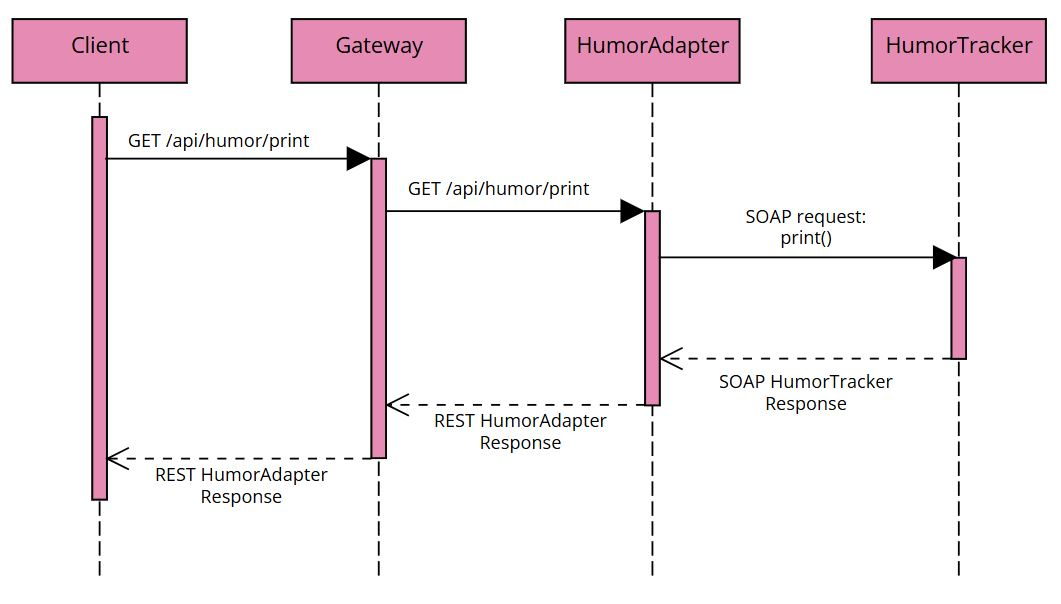 Client
Gateway
HumorAdapter
HumorTracker
GET /api/humor/print
GET /api/humor/print
SOAP request:
print()
SOAP HumorTracker
Response
REST HumorAdapter
Response
REST HumorAdapter
Response